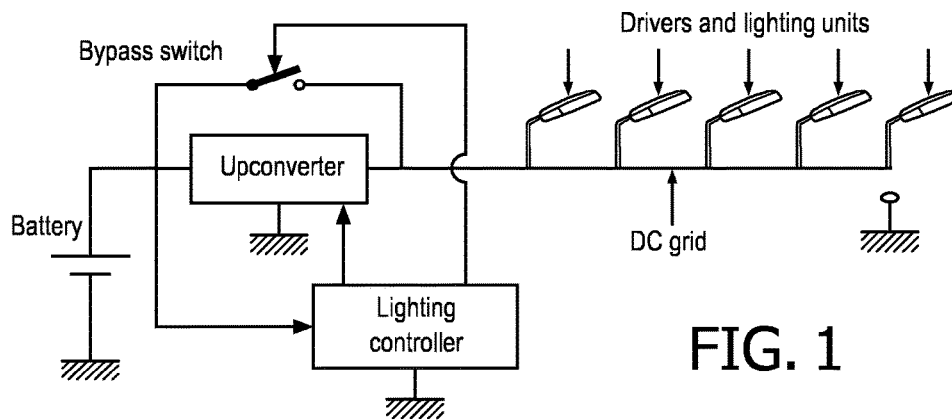 Drivers and lighting units
Bypass switch
Upconverter
Battery
DC grid
Lighting
controller
FIG. 1